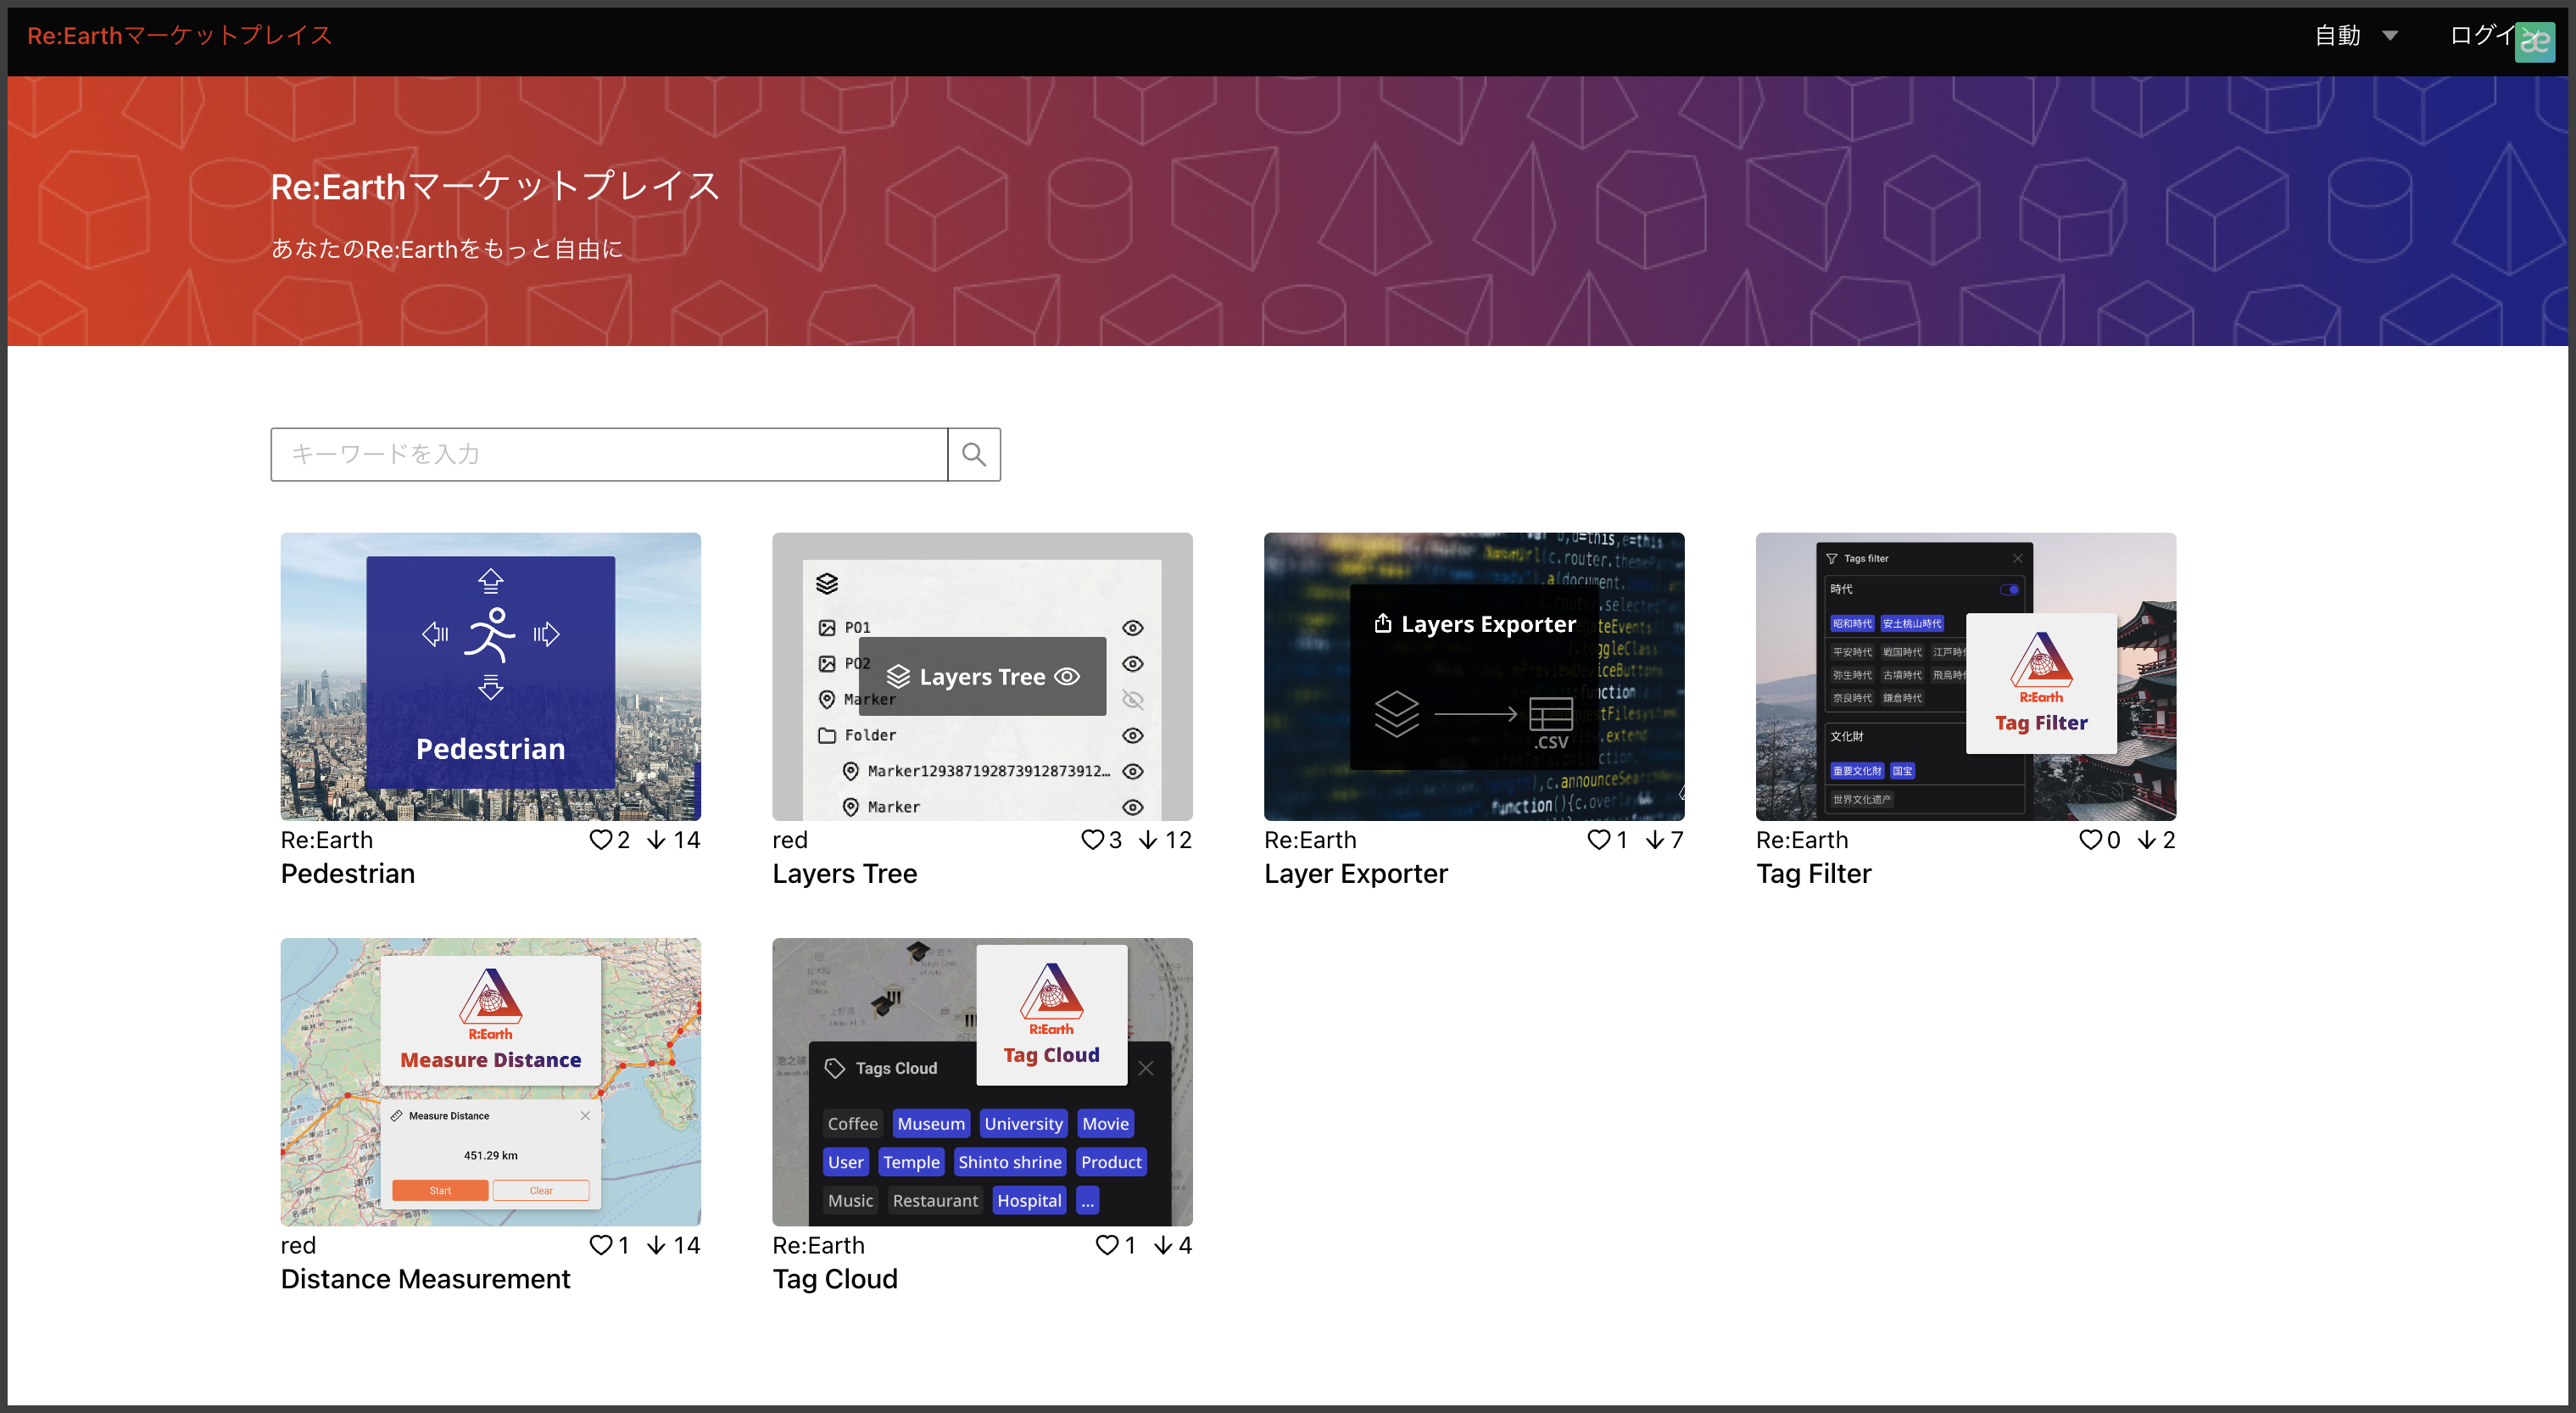 Re:Earthマーケットプレイス
自動
ログイン
Re:Earthマーケットプレイス
あなたのRe:Earthをもっと自由に
キーワードを入力
Pedestrian
Re:Earth 2 14
Pedestrian
PO1
PO2
Marker
Layers Tree
Folder
Marker129387192873912873912...
Marker
red 3 12
Layers Tree
Layers Exporter
.CSV
Re:Earth 1 7
Layer Exporter
Tags filter
時代
昭和時代 安土桃山時代
平安時代 戦国時代 江戸時
弥生時代 古墳時代 飛鳥時
奈良時代 鎌倉時代
文化財
重要文化財 国宝
世界文化遺产
R:Earth
Tag Filter
Re:Earth 0 2
Tag Filter
R:Earth
Measure Distance
Measure Distance
451.29 km
Start Clear
red 1 14
Distance Measurement
R:Earth
Tag Cloud
Tags Cloud
Coffee Museum University Movie
User Temple Shinto shrine Product
Music Restaurant Hospital ...
Re:Earth 1 4
Tag Cloud